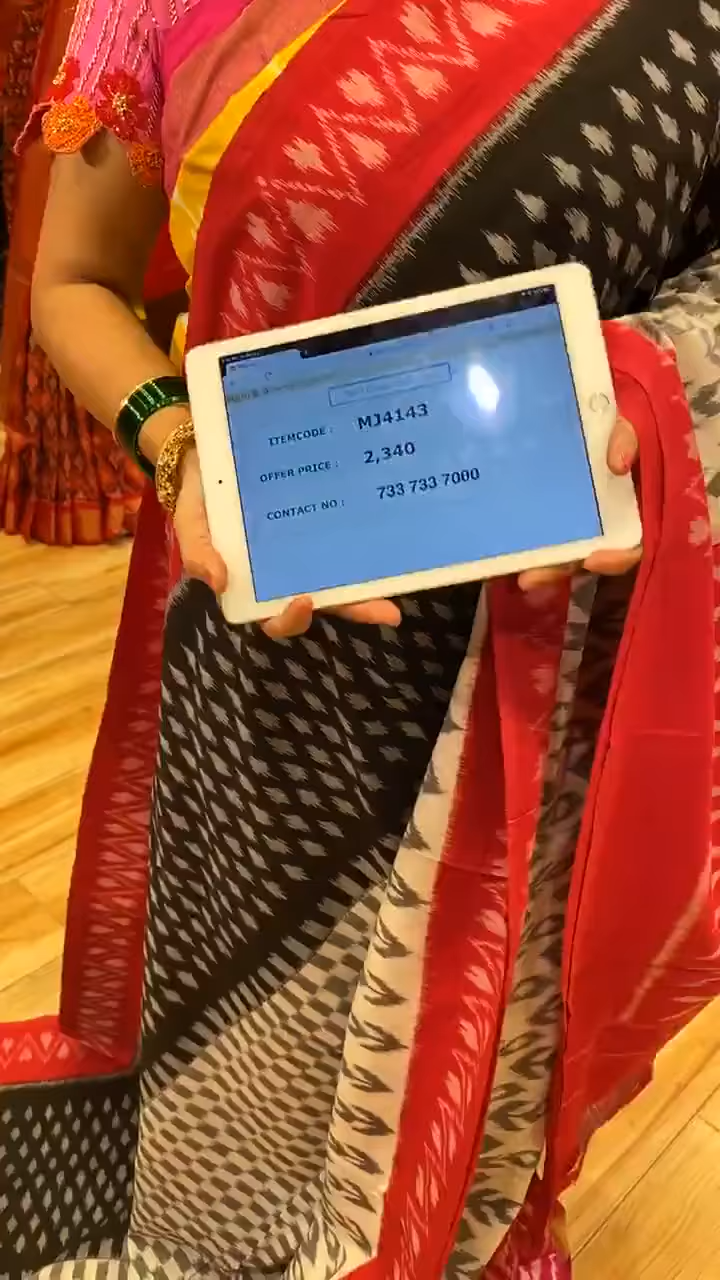 ITEMCODE : MJ4143
OFFER PRICE : 2,340
CONTACT NO : 733 733 7000